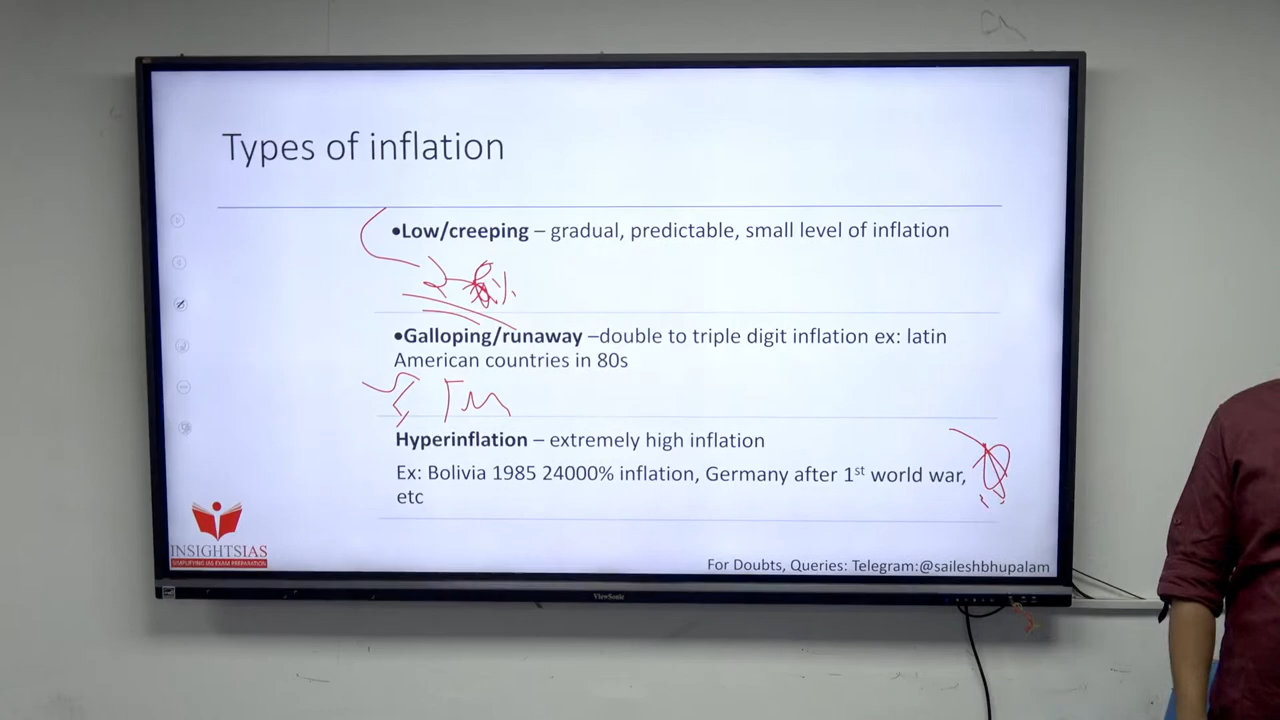 Types of inflation
•Low/creeping – gradual, predictable, small level of inflation
•Galloping/runaway –double to triple digit inflation ex: latin
American countries in 80s
Hyperinflation – extremely high inflation
Ex: Bolivia 1985 24000% inflation, Germany after 1st world war,
etc
INSIGHTSIAS
SIMPLIFYING IAS EXAM PREPARATION
For Doubts, Queries: Telegram:@saileshbhupalam
ViewSonic